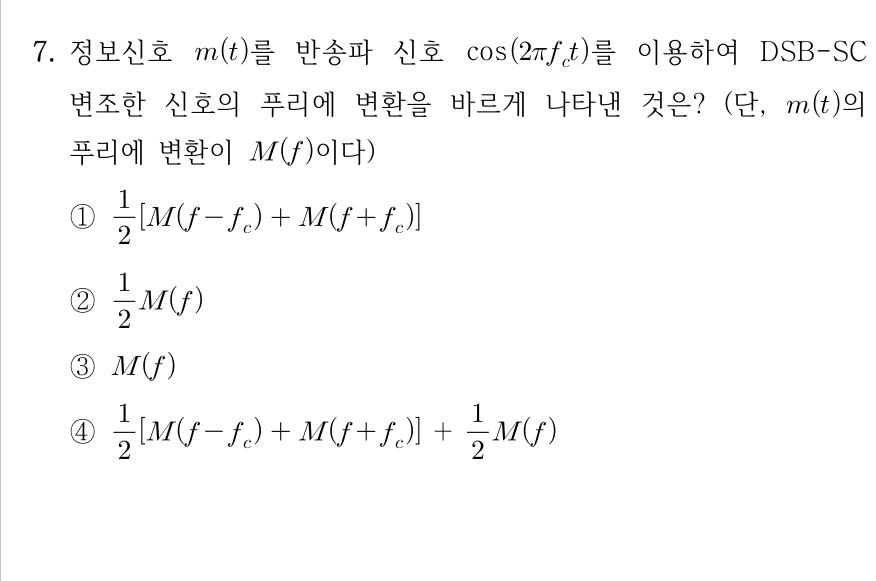 7. 정보신호 m(t)를 반송파 신호 cos(2πf_c t)를 이용하여 DSB-SC
변조한 신호의 푸리에 변환을 바르게 나타낸 것은? (단, m(t)의
푸리에 변환이 M(f)이다)
① 1/2[M(f-f_c)+M(f+f_c)]
② 1/2 M(f)
③ M(f)
④ 1/2[M(f-f_c)+M(f+f_c)] + 1/2 M(f)